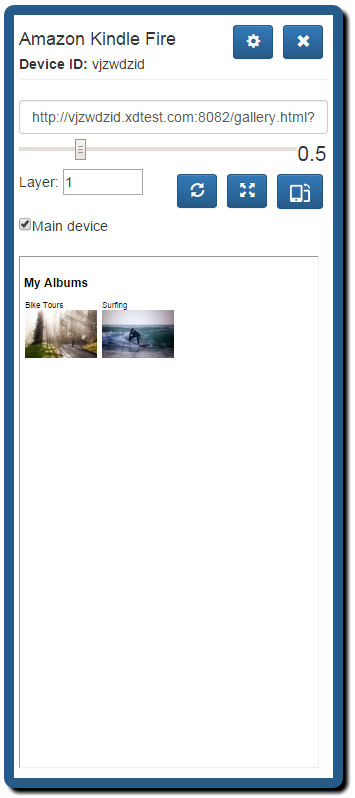 Amazon Kindle Fire
Device ID: vjzwdzid
http://vjzwdzid.xdtest.com:8082/gallery.html?
0.5
Layer: 1
Main device
My Albums
Bike Tours Surfing